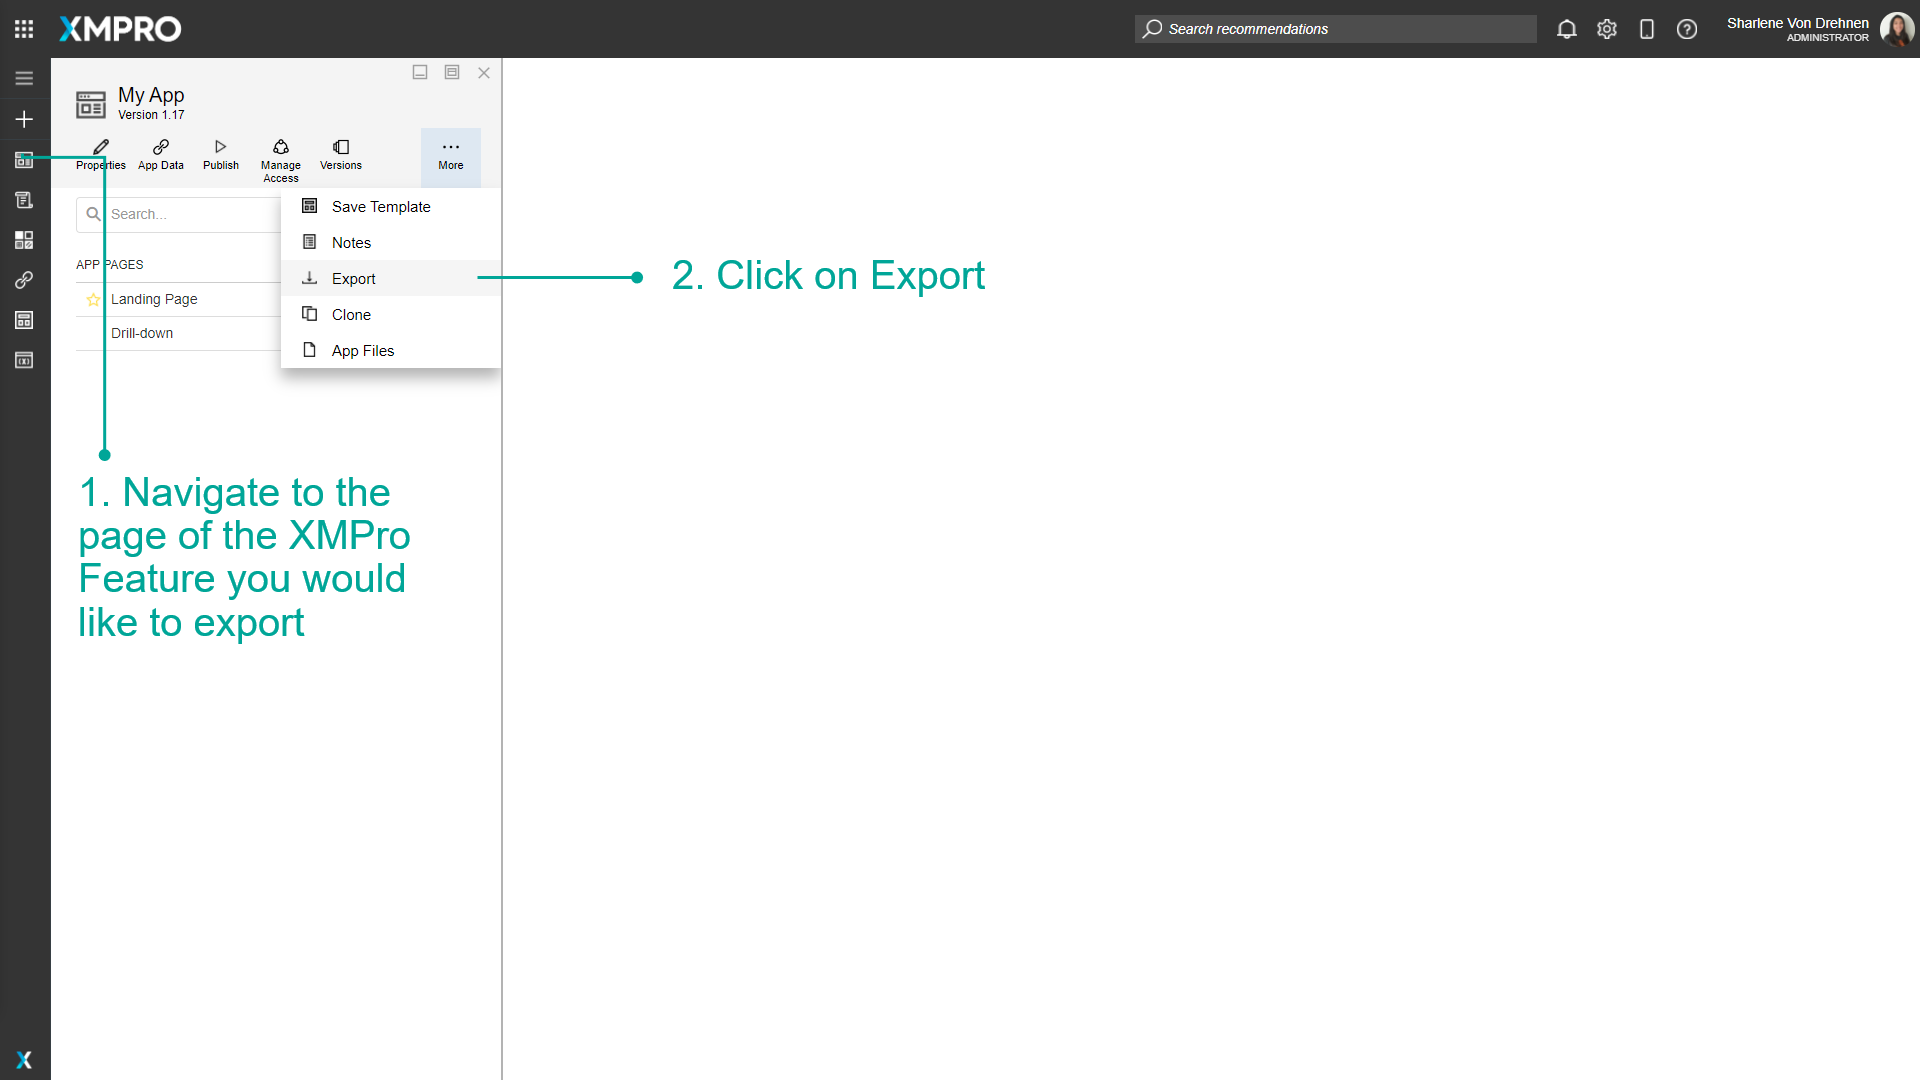 XMPRO
Search recommendations
Sharlene Von Drehnen
ADMINISTRATOR
My App
Version 1.17
Properties
App Data
Publish
Manage
Access
Versions
More
Search...
Save Template
Notes
Export
Clone
App Files
APP PAGES
Landing Page
Drill-down
2. Click on Export
1. Navigate to the
page of the XMPro
Feature you would
like to export